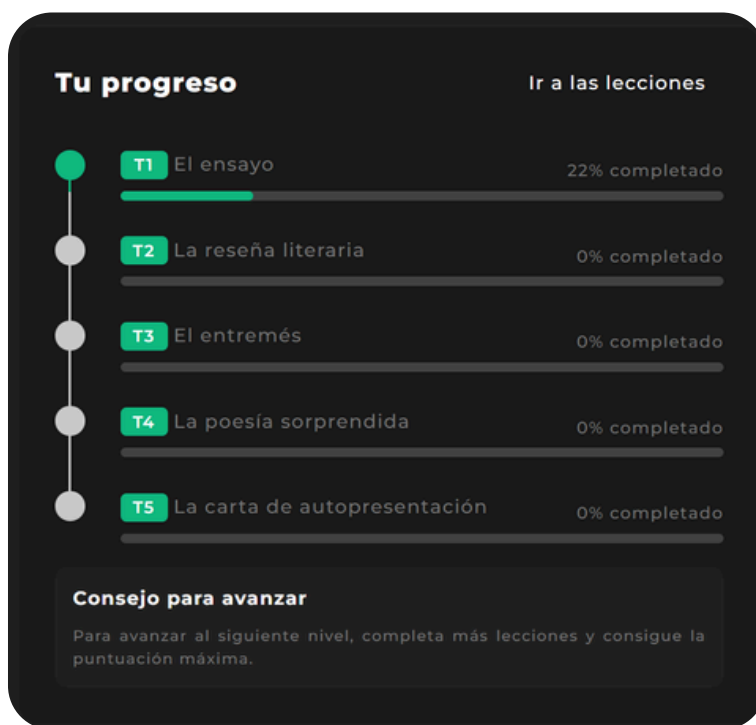 Tu progreso
Ir a las lecciones
T1 El ensayo
22% completado
T2 La reseña literaria
0% completado
T3 El entremés
0% completado
T4 La poesía sorprendida
0% completado
T5 La carta de autopresentación
0% completado
Consejo para avanzar
Para avanzar al siguiente nivel, completa más lecciones y consigue la
puntuación máxima.